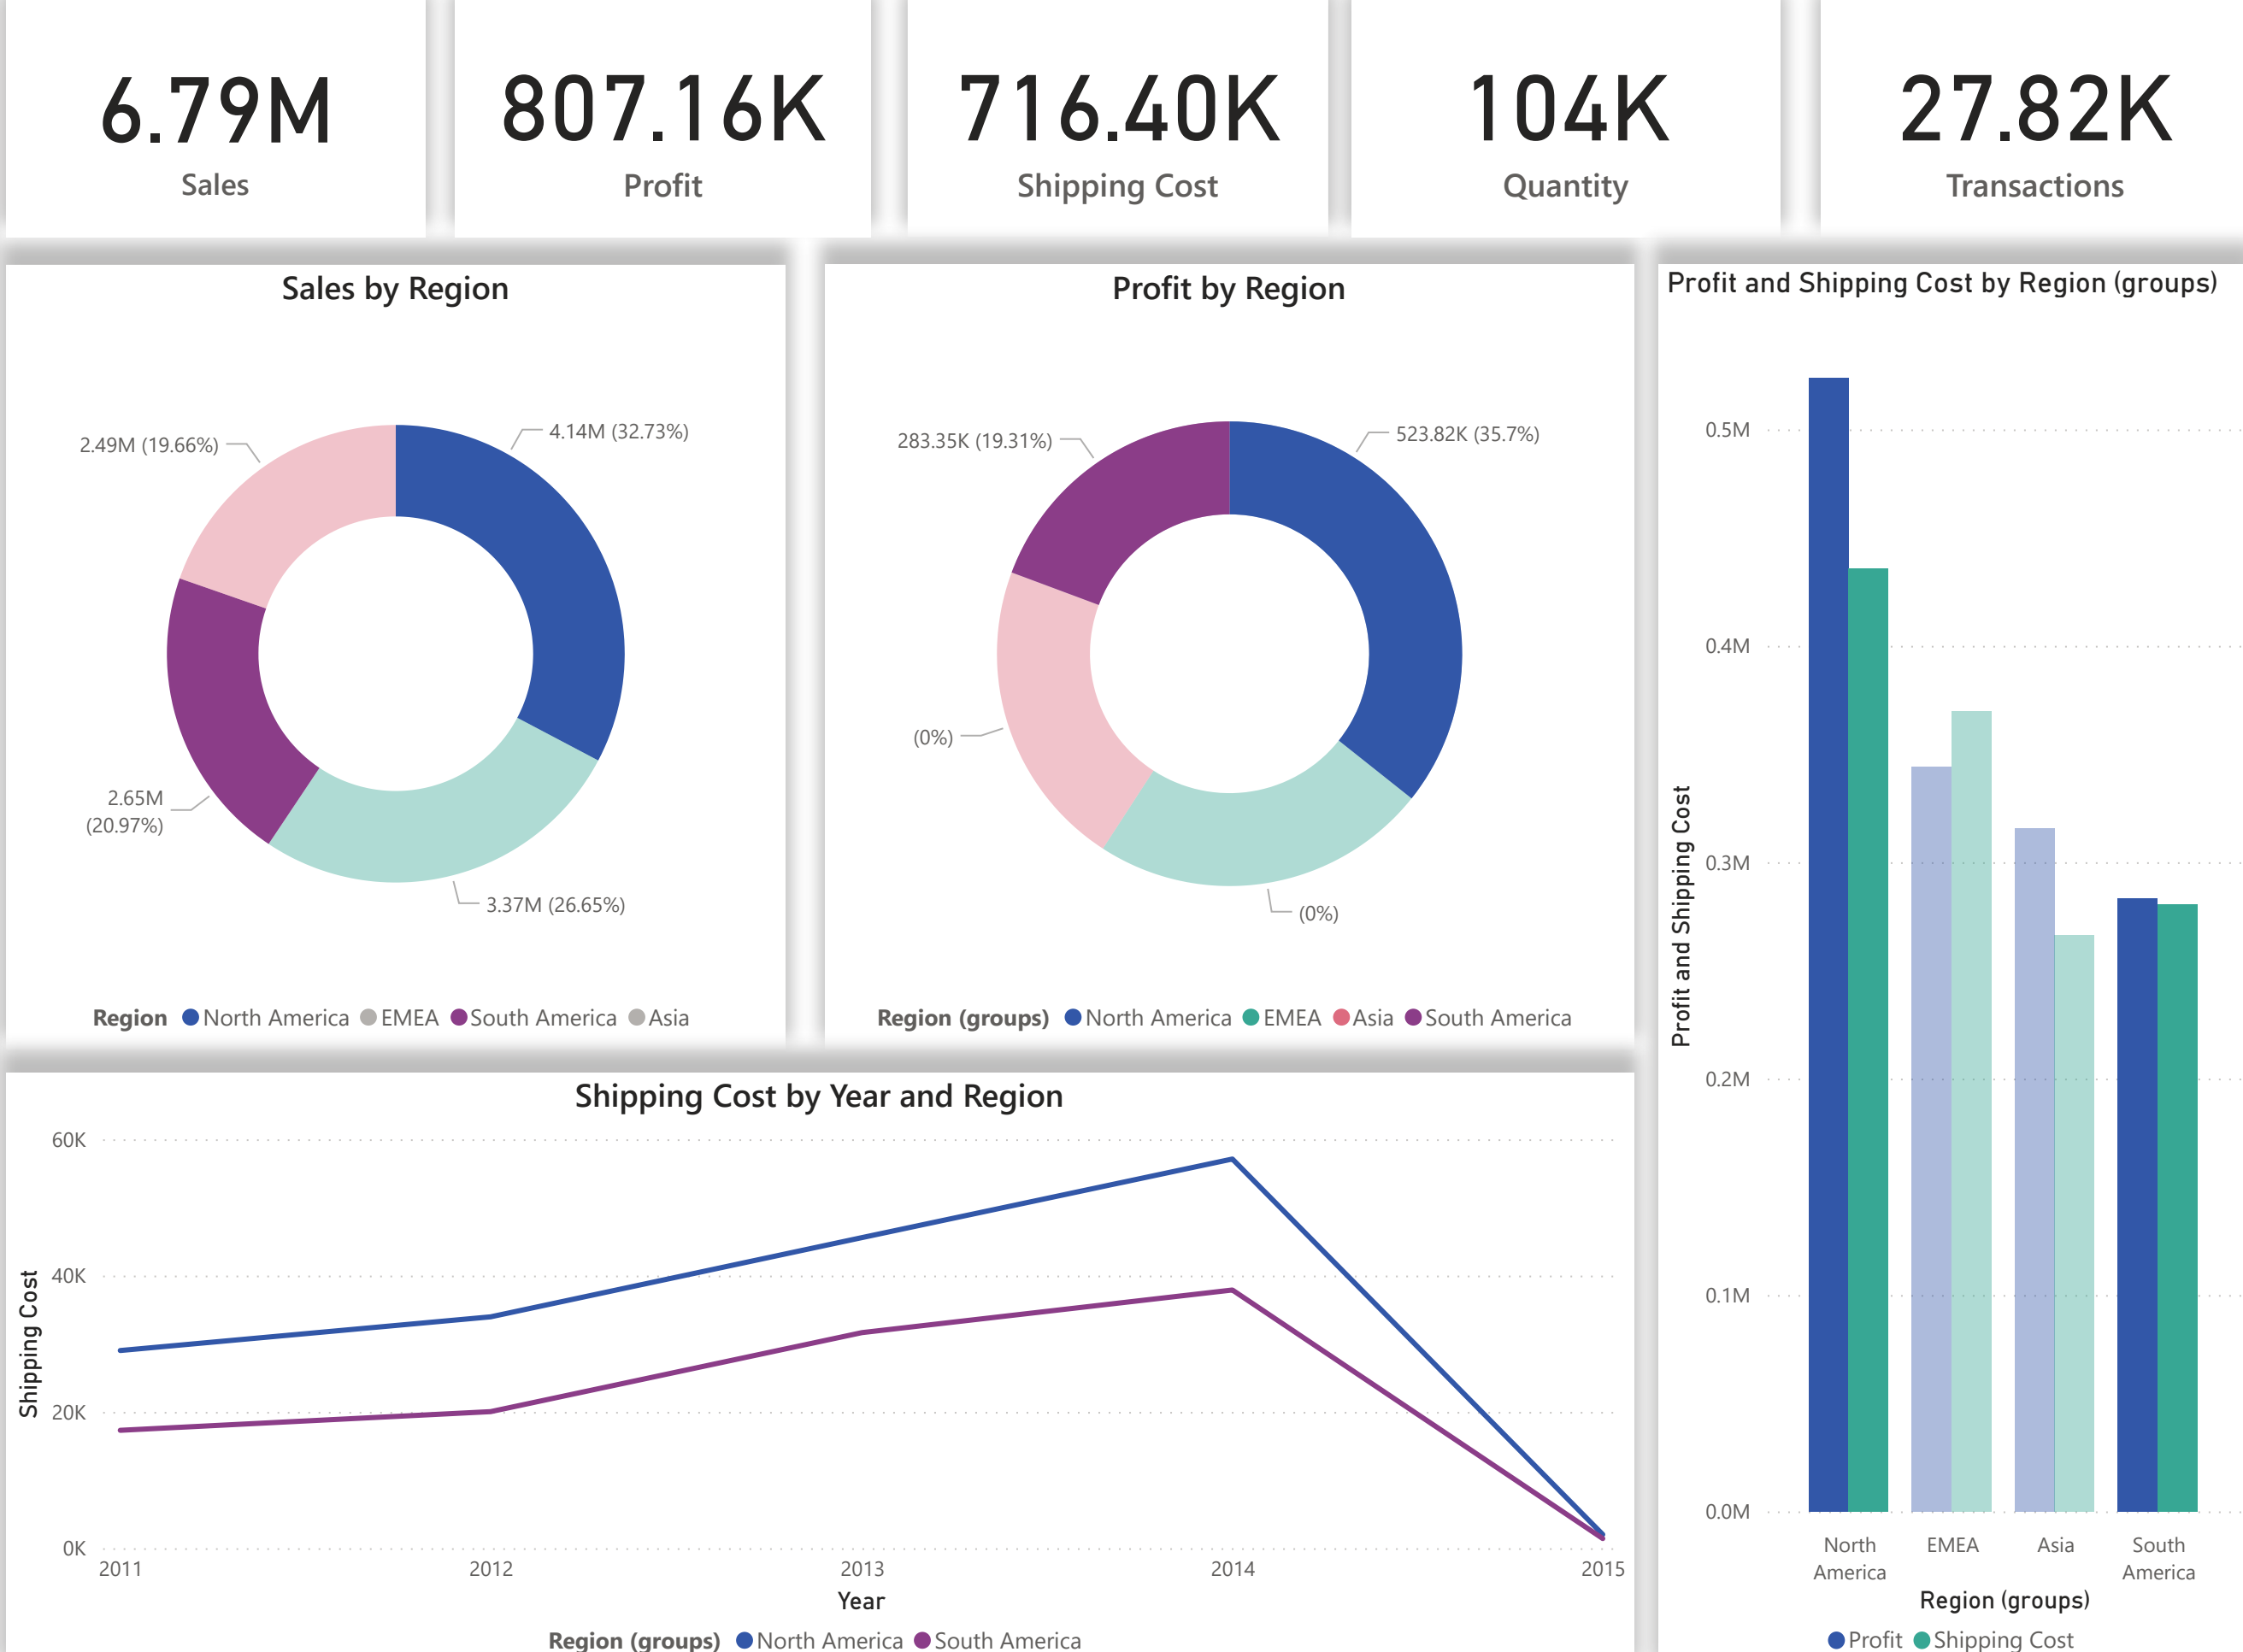 6.79M
Sales
807.16K
Profit
716.40K
Shipping Cost
104K
Quantity
27.82K
Transactions
Sales by Region
2.49M (19.66%)
4.14M (32.73%)
2.65M
(20.97%)
3.37M (26.65%)
Region North America EMEA South America Asia
Profit by Region
283.35K (19.31%)
523.82K (35.7%)
(0%)
(0%)
Region (groups) North America EMEA Asia South America
Profit and Shipping Cost by Region (groups)
Profit and Shipping Cost
0.5M
0.4M
0.3M
0.2M
0.1M
0.0M
North
America
EMEA
Asia
South
America
Region (groups)
Profit Shipping Cost
Shipping Cost by Year and Region
Shipping Cost
60K
40K
20K
0K
2011 2012 2013 2014 2015
Year
Region (groups) North America South America